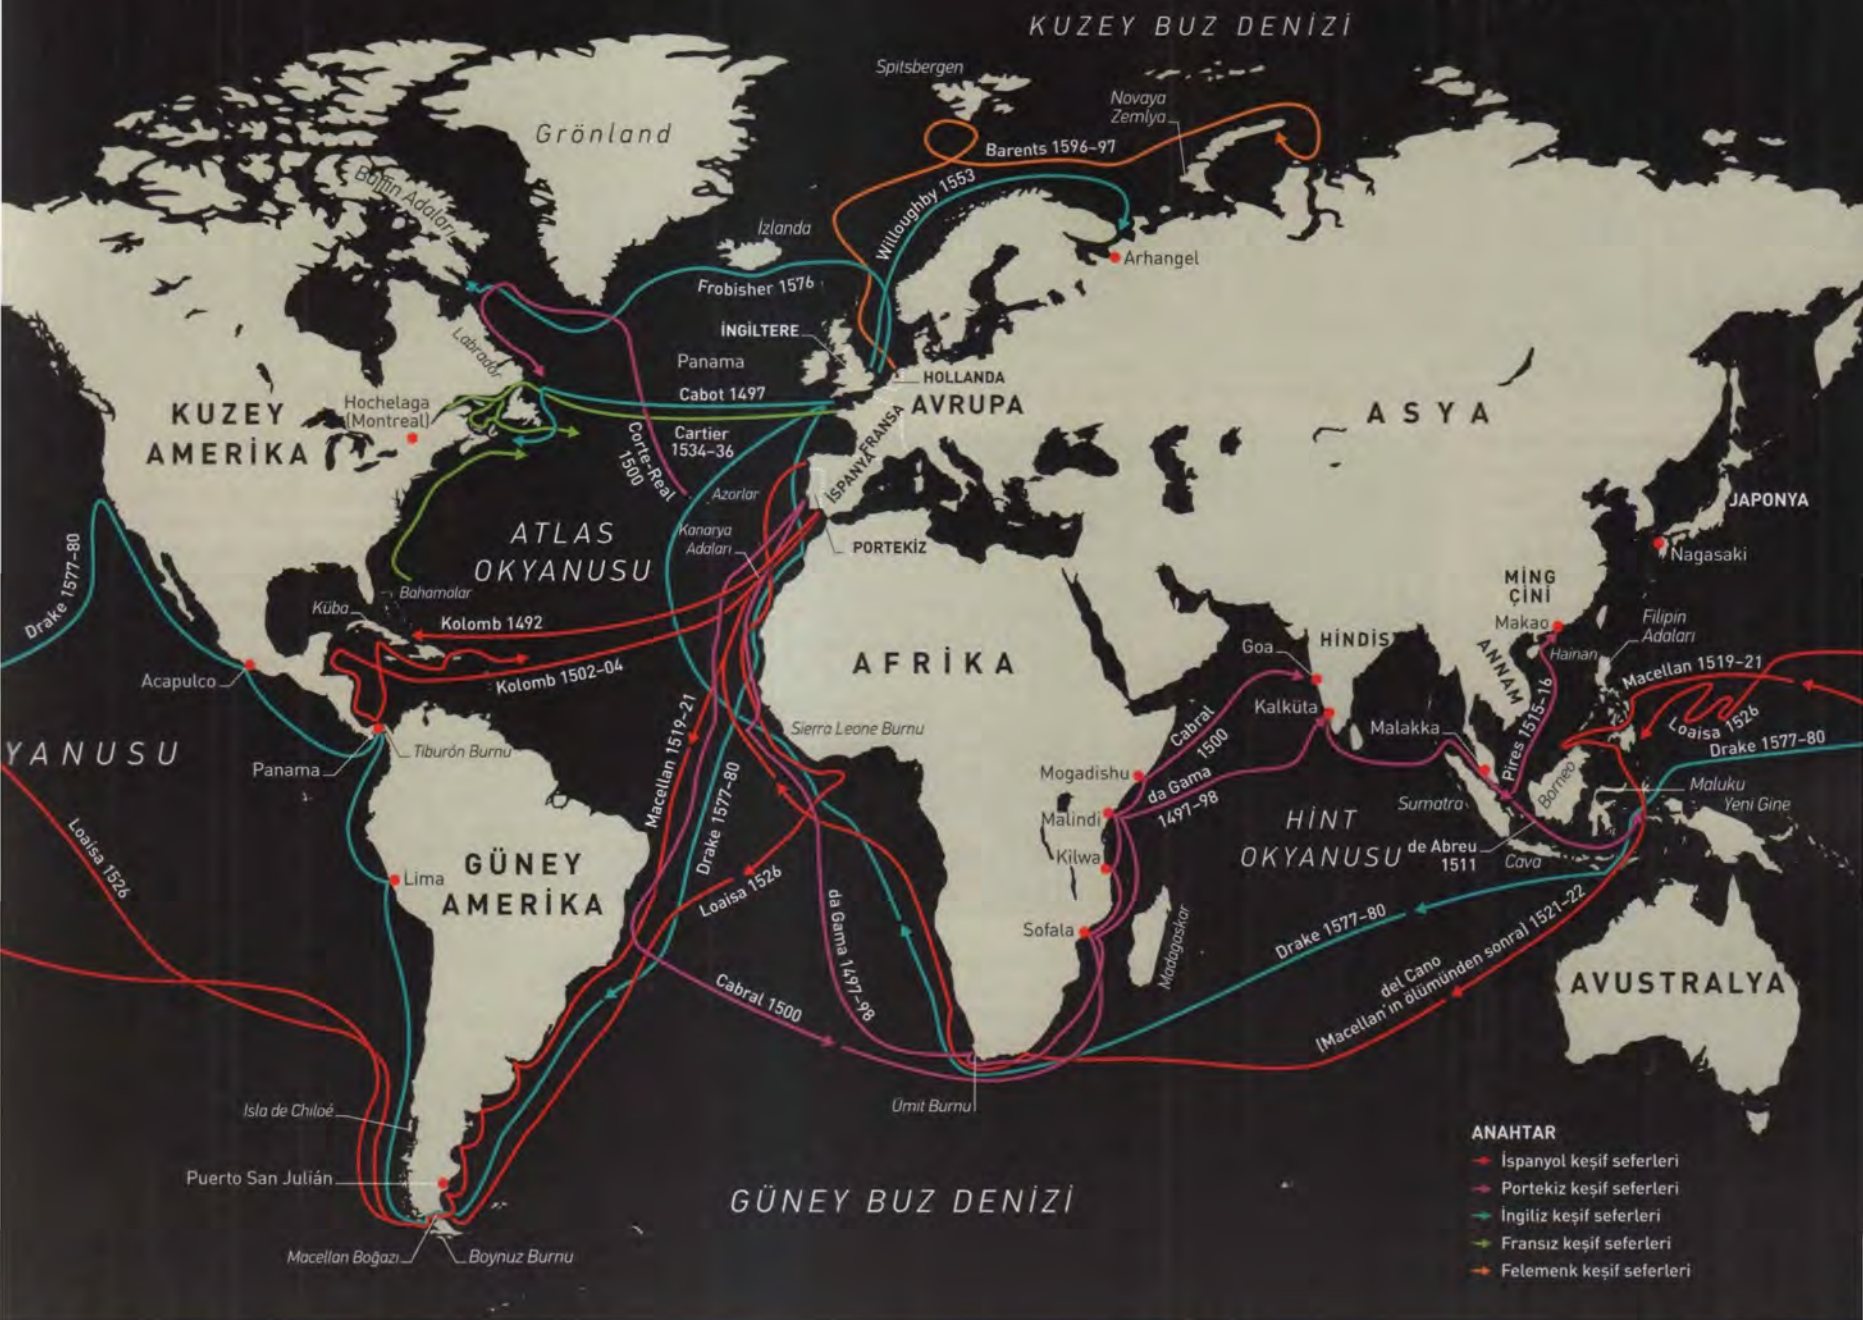 KUZEY BUZ DENİZİ
Spitsbergen
Novaya
Zemlya
Grönland
Barents 1596-97
Baffin Adaları
Willoughby 1553
İzlanda
Arhangel
Frobisher 1576
İNGİLTERE
Labrador
Panama
HOLLANDA
Cabot 1497
AVRUPA
ASYA
Hochelaga
(Montreal)
KUZEY
AMERİKA
FRANSA
Cartier
1534-36
Corte-Real
1500
İSPANYA
Azorlar
JAPONYA
ATLAS
OKYANUSU
Kanarya
Adaları
PORTEKİZ
Nagasaki
Drake 1577-80
MİNG
ÇİNİ
Bahamalar
Küba
Kolomb 1492
Makao
Filipin
Adaları
HİNDİS
Goa
Hainan
ANNAM
AFRİKA
Macellan 1519-21
Kolomb 1502-04
Acapulco
Kalküta
Malakka
Pires 1515-16
Loaisa 1526
Drake 1577-80
Macellan 1519-21
Sierra Leone Burnu
Cabral
1500
YANUSU
Tiburón Burnu
Panama
Mogadishu
da Gama
1497-98
Borneo
Maluku
Yeni Gine
Sumatra
Drake 1577-80
Malindi
HİNT
OKYANUSU
de Abreu
1511
Cava
Kilwa
Loaisa 1526
Lima
GÜNEY
AMERİKA
Loaisa 1526
da Gama 1497-98
Sofala
Madagaskar
Drake 1577-80
del Cano
(Macellan'ın ölümünden sonra) 1521-22
AVUSTRALYA
Cabral 1500
Ümit Burnu
Isla de Chiloé
ANAHTAR
İspanyol keşif seferleri
Portekiz keşif seferleri
İngiliz keşif seferleri
Fransız keşif seferleri
Felemenk keşif seferleri
Puerto San Julián
GÜNEY BUZ DENİZİ
Macellan Boğazı
Boynuz Burnu